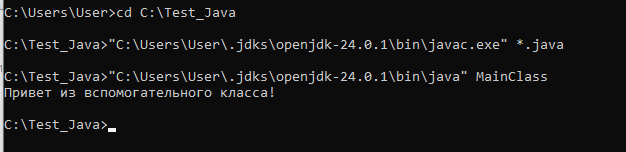 C:\Users\User>cd C:\Test_Java
C:\Test_Java>"C:\Users\User\.jdks\openjdk-24.0.1\bin\javac.exe" *.java
C:\Test_Java>"C:\Users\User\.jdks\openjdk-24.0.1\bin\java" MainClass
Привет из вспомогательного класса!
C:\Test_Java>